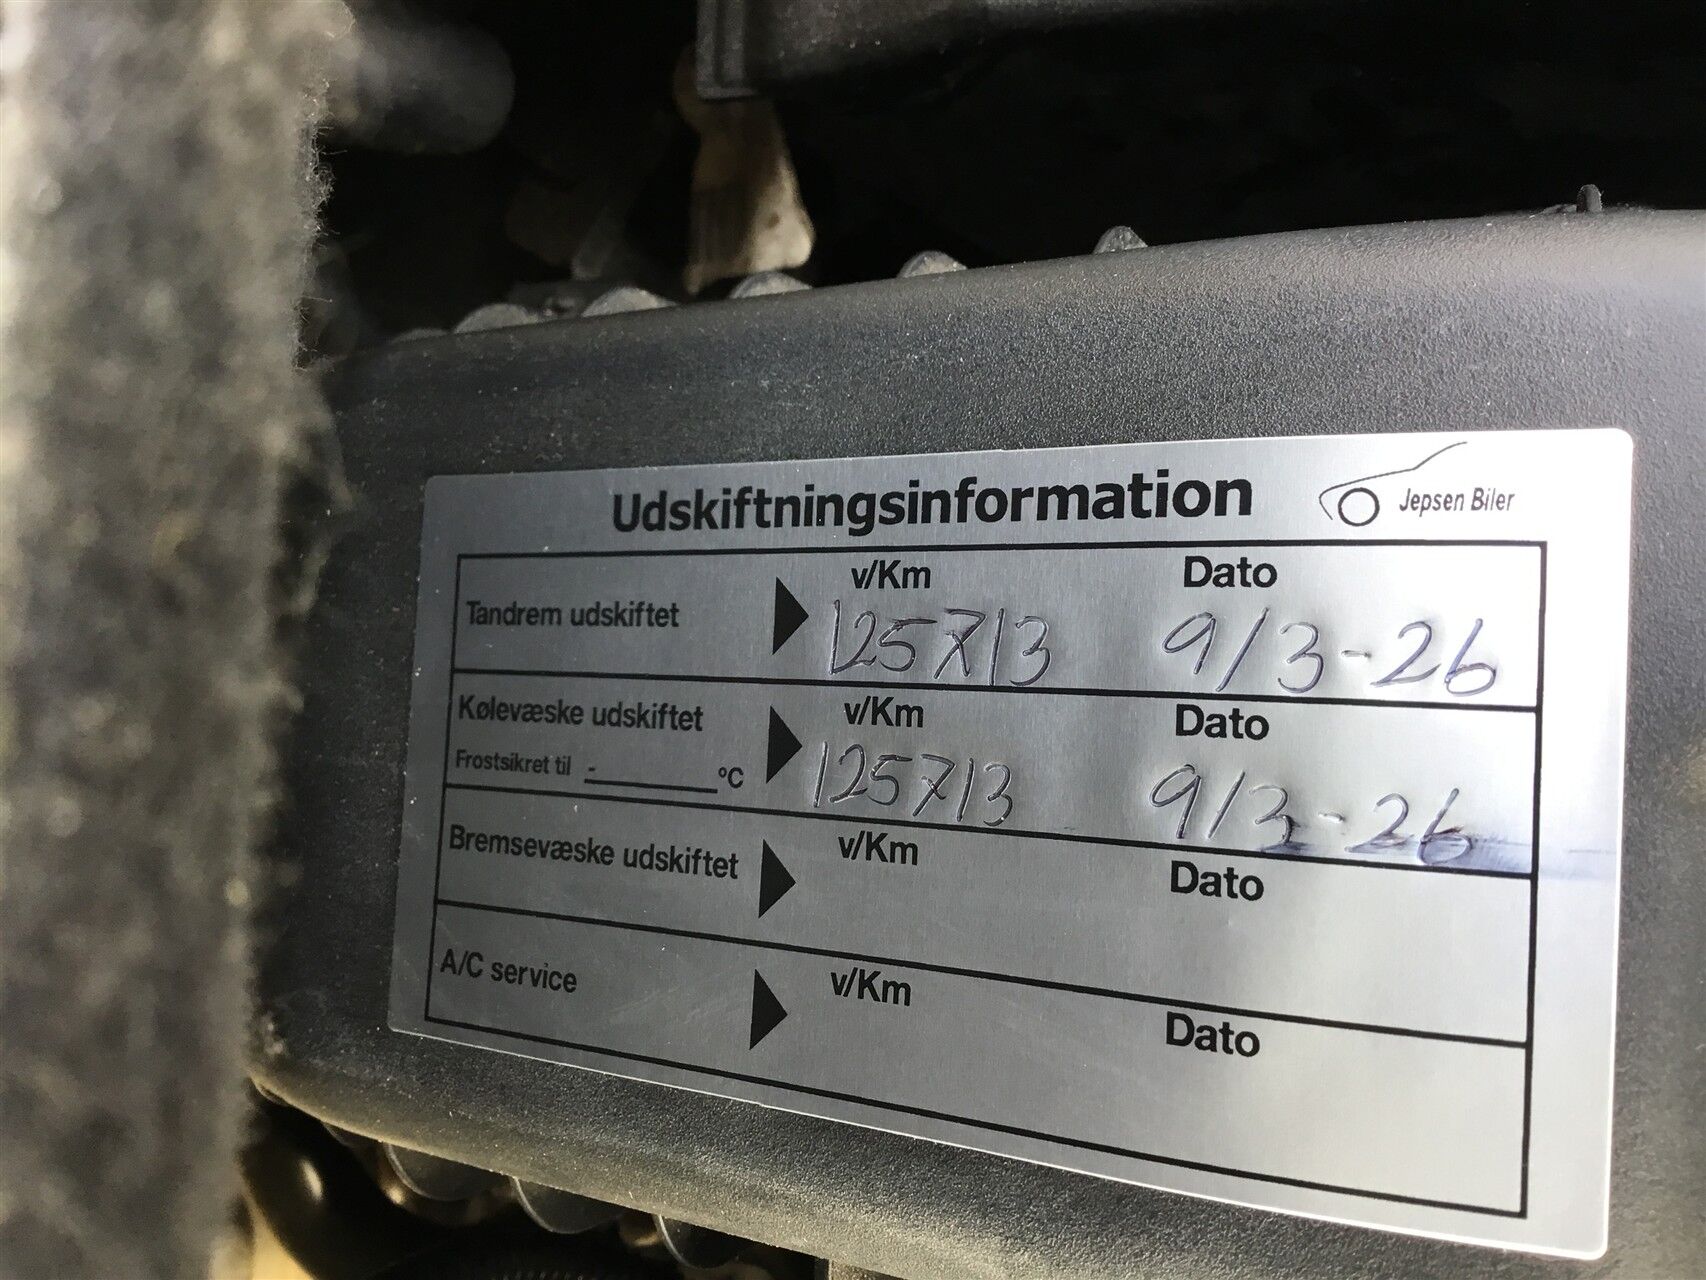 Udskiftningsinformation
Jepsen Biler
Tandrem udskiftet v/Km Dato
125713 9/3-26
Kølevæske udskiftet v/Km Dato
Frostsikret til -______ °C 125713 9/3-26
Bremsevæske udskiftet v/Km Dato
A/C service v/Km Dato